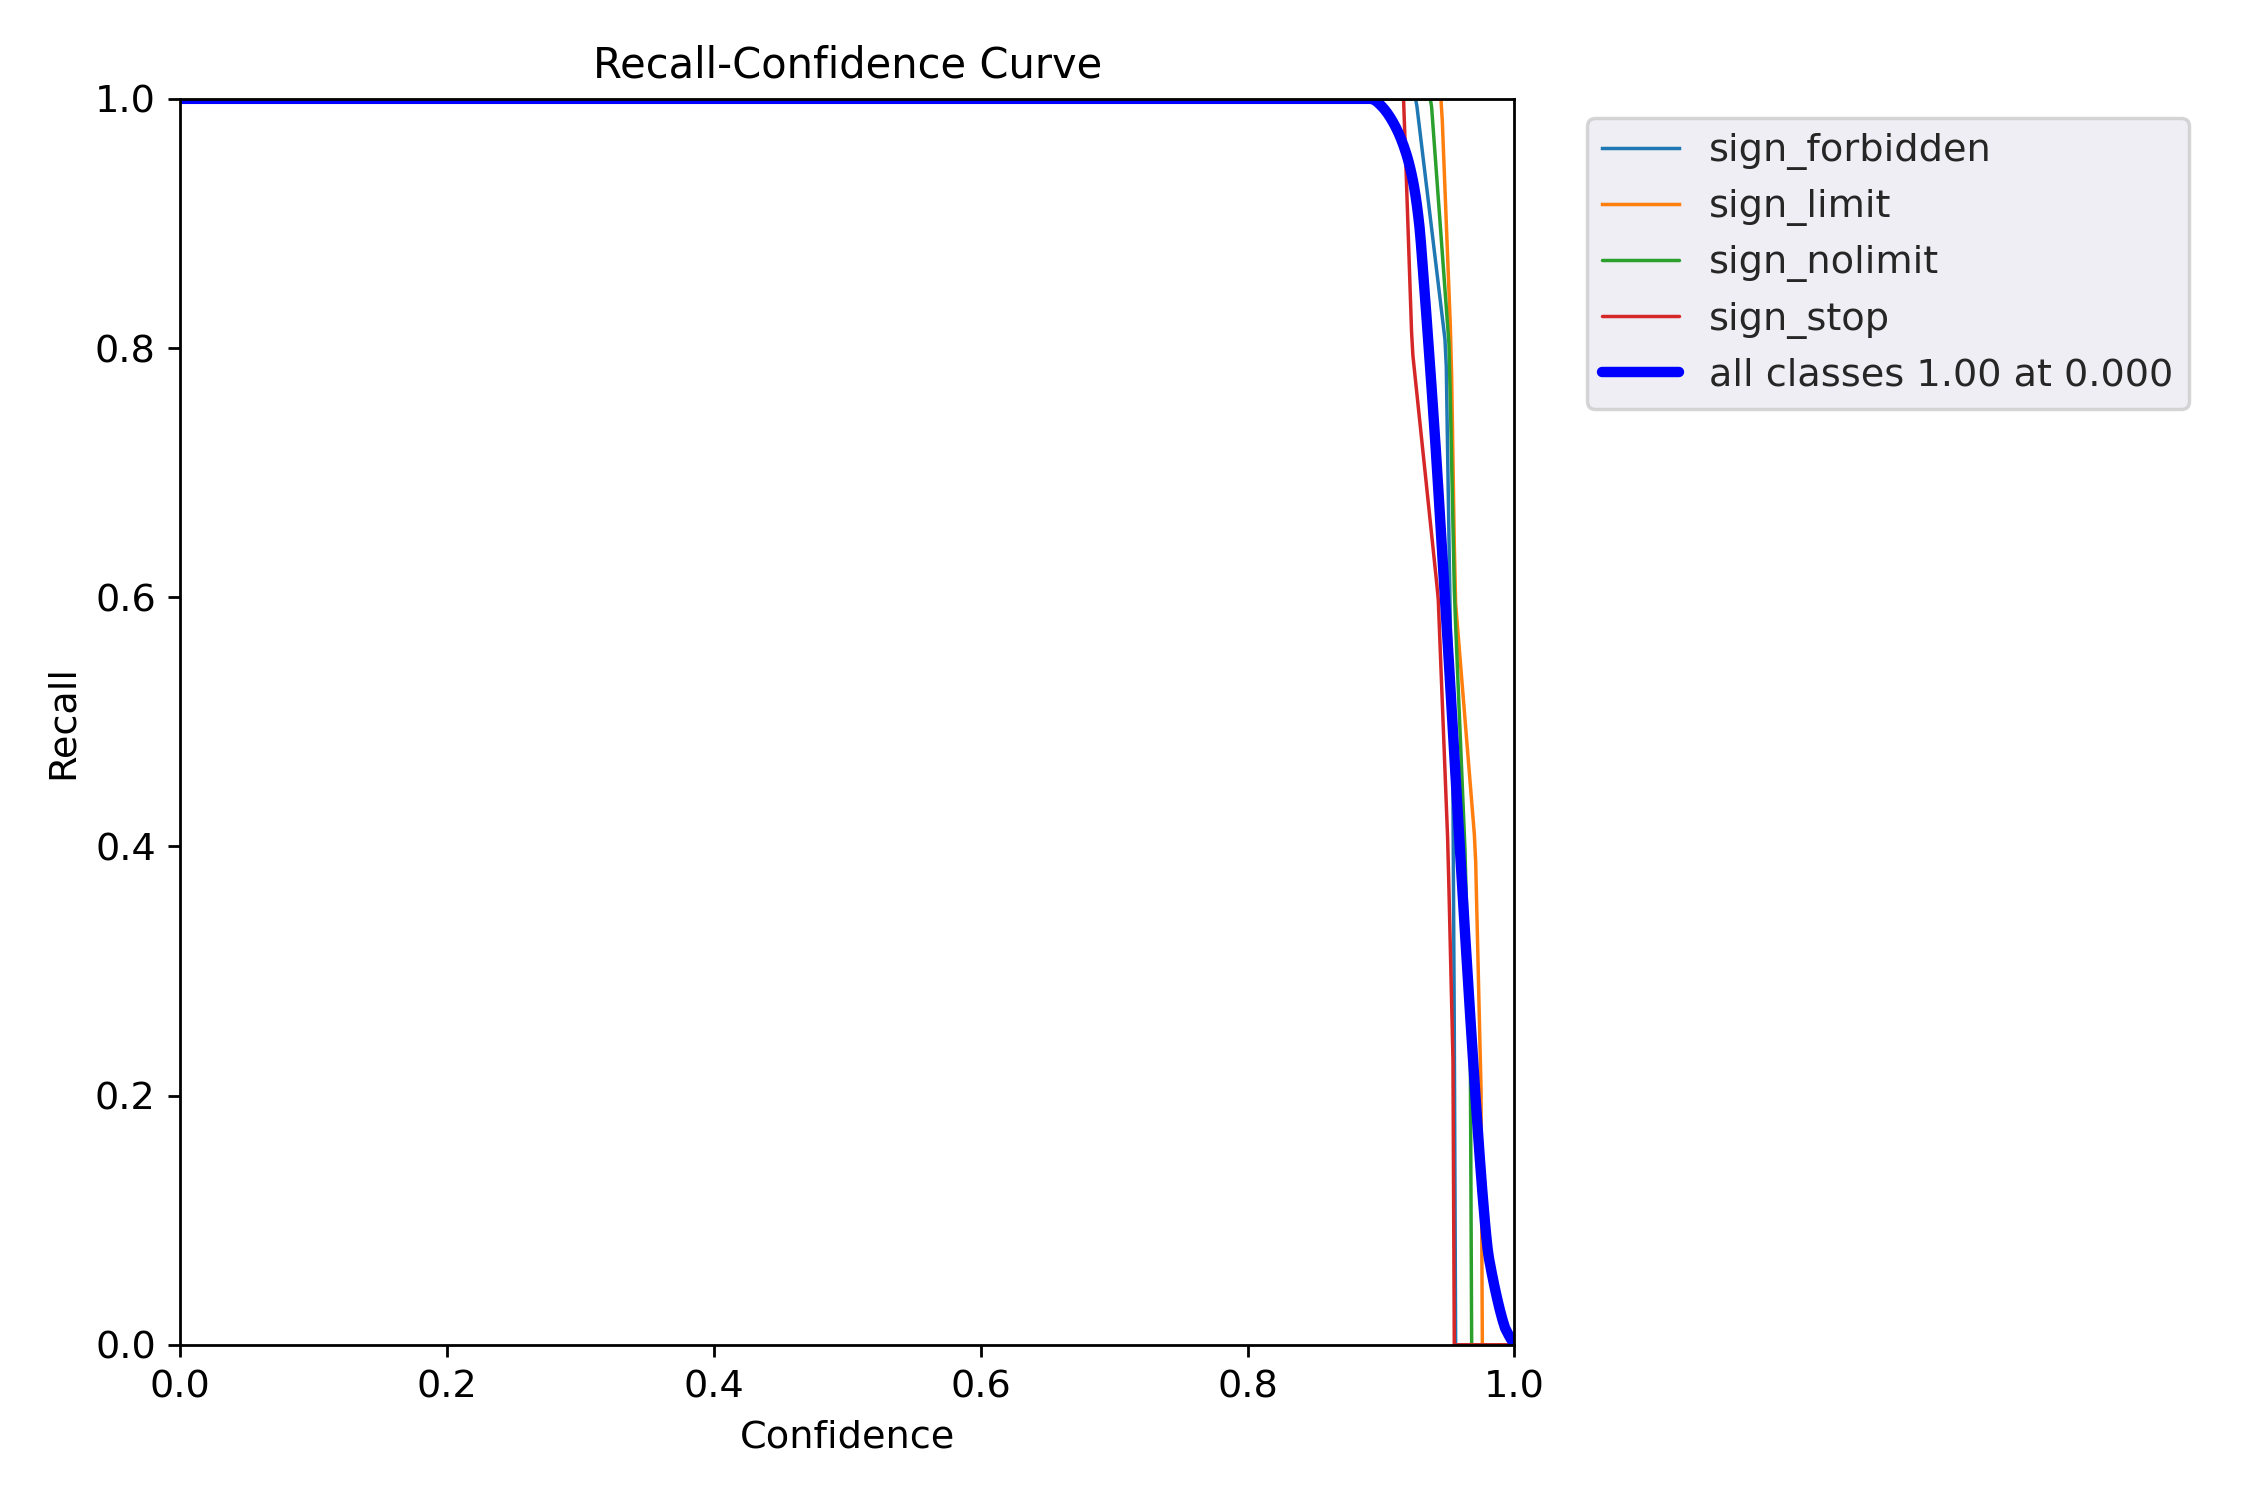 Recall-Confidence Curve
1.0
0.8
0.6
0.4
0.2
0.0
Recall
0.0 0.2 0.4 0.6 0.8 1.0
Confidence
sign_forbidden
sign_limit
sign_nolimit
sign_stop
all classes 1.00 at 0.000